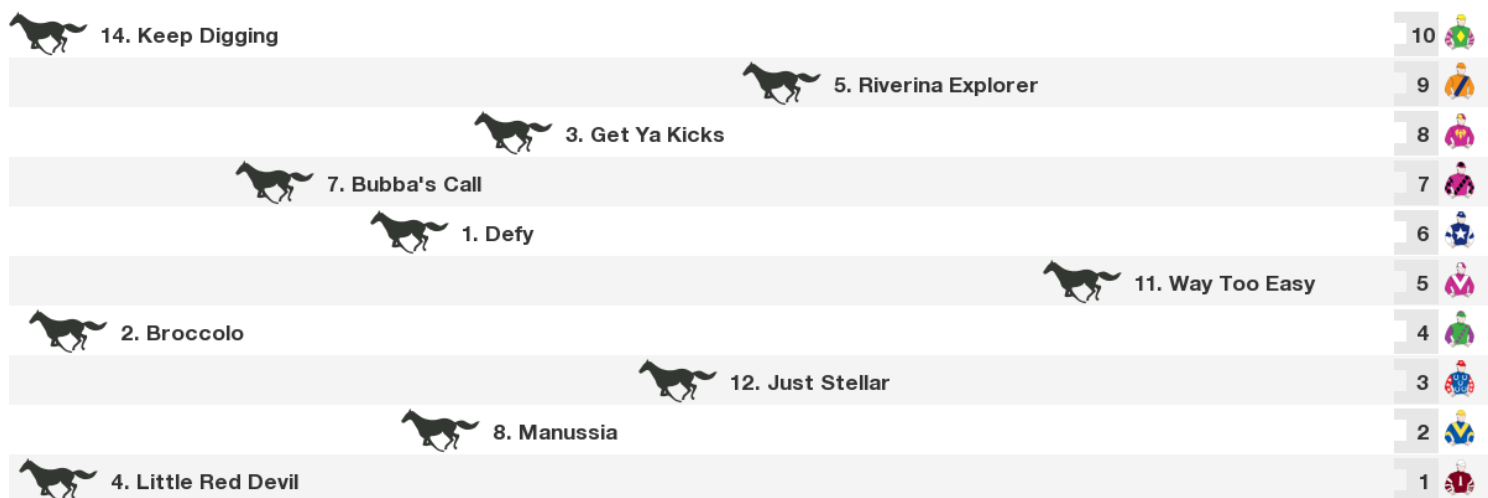 14. Keep Digging 10
5. Riverina Explorer 9
3. Get Ya Kicks 8
7. Bubba's Call 7
1. Defy 6
11. Way Too Easy 5
2. Broccolo 4
12. Just Stellar 3
8. Manussia 2
4. Little Red Devil 1